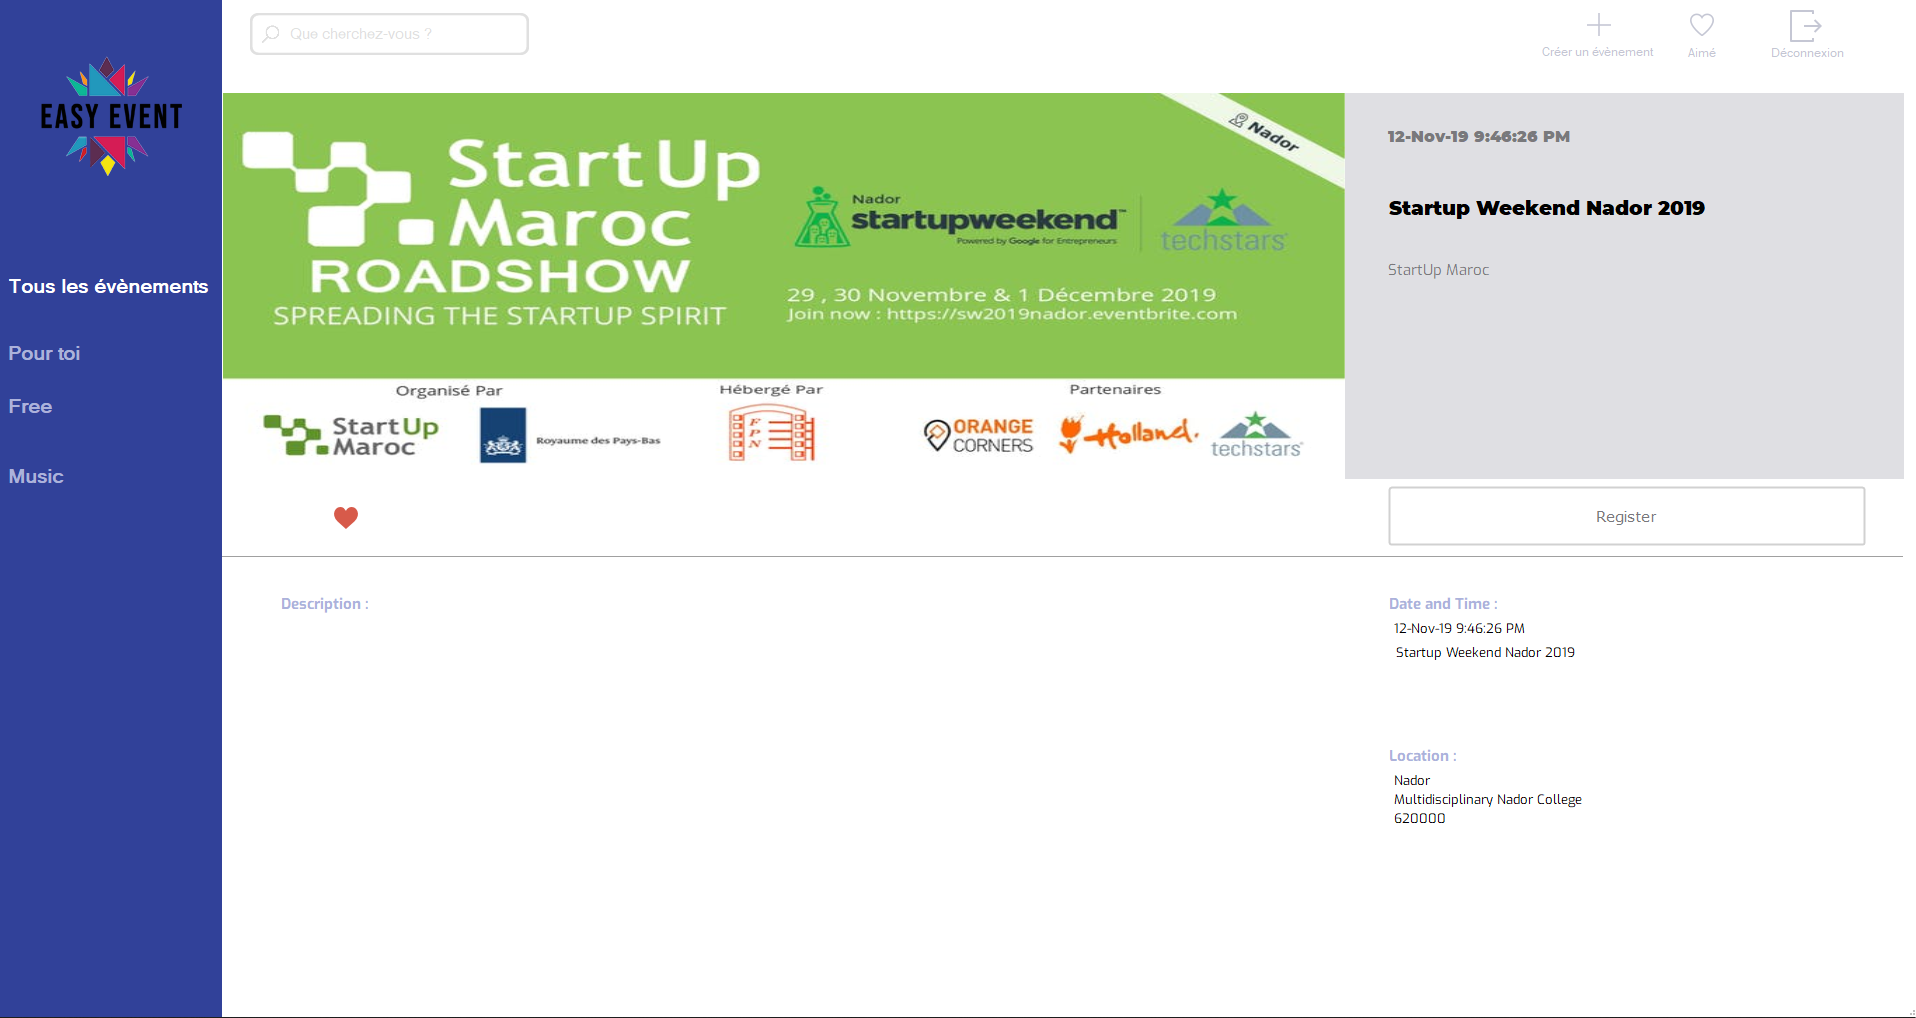 Que cherchez-vous ?
Créer un évènement
Aimé
Déconnexion
EASY EVENT
Tous les évènements
Pour toi
Free
Music
StartUp
Maroc
ROADSHOW
SPREADING THE STARTUP SPIRIT
Nador
Nador
startupweekend™
Powered by Google for Entrepreneurs
techstars
29 , 30 Novembre & 1 Décembre 2019
Join now : https://sw2019nador.eventbrite.com
Organisé Par
StartUp
Maroc
Royaume des Pays-Bas
Hébergé Par
F
P
N
Partenaires
ORANGE
CORNERS
Holland.
techstars
12-Nov-19 9:46:26 PM
Startup Weekend Nador 2019
StartUp Maroc
Register
Description :
Date and Time :
12-Nov-19 9:46:26 PM
Startup Weekend Nador 2019
Location :
Nador
Multidisciplinary Nador College
620000